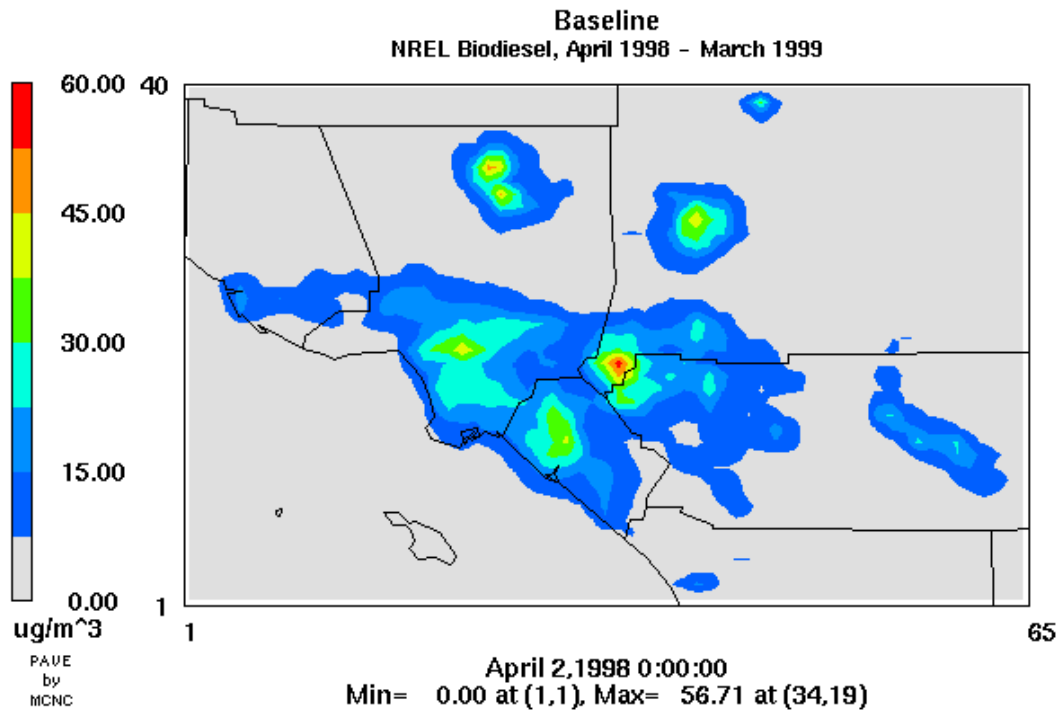 Baseline
NREL Biodiesel, April 1998 - March 1999
60.00
45.00
30.00
15.00
0.00
ug/m^3
PAVE
by
MCNC
40
1
1
65
April 2,1998 0:00:00
Min= 0.00 at (1,1), Max= 56.71 at (34,19)